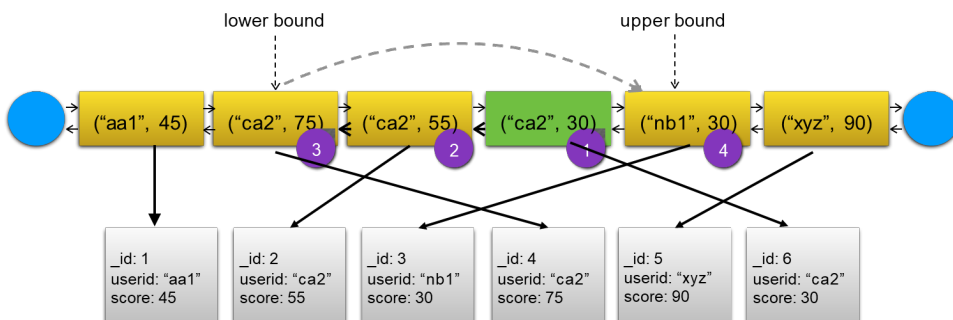 lower bound
upper bound
(“aa1”, 45)
(“ca2”, 75)
(“ca2”, 55)
(“ca2”, 30)
(“nb1”, 30)
(“xyz”, 90)
3
2
1
4
_id: 1
userid: “aa1”
score: 45
_id: 2
userid: “ca2”
score: 55
_id: 3
userid: “nb1”
score: 30
_id: 4
userid: “ca2”
score: 75
_id: 5
userid: “xyz”
score: 90
_id: 6
userid: “ca2”
score: 30